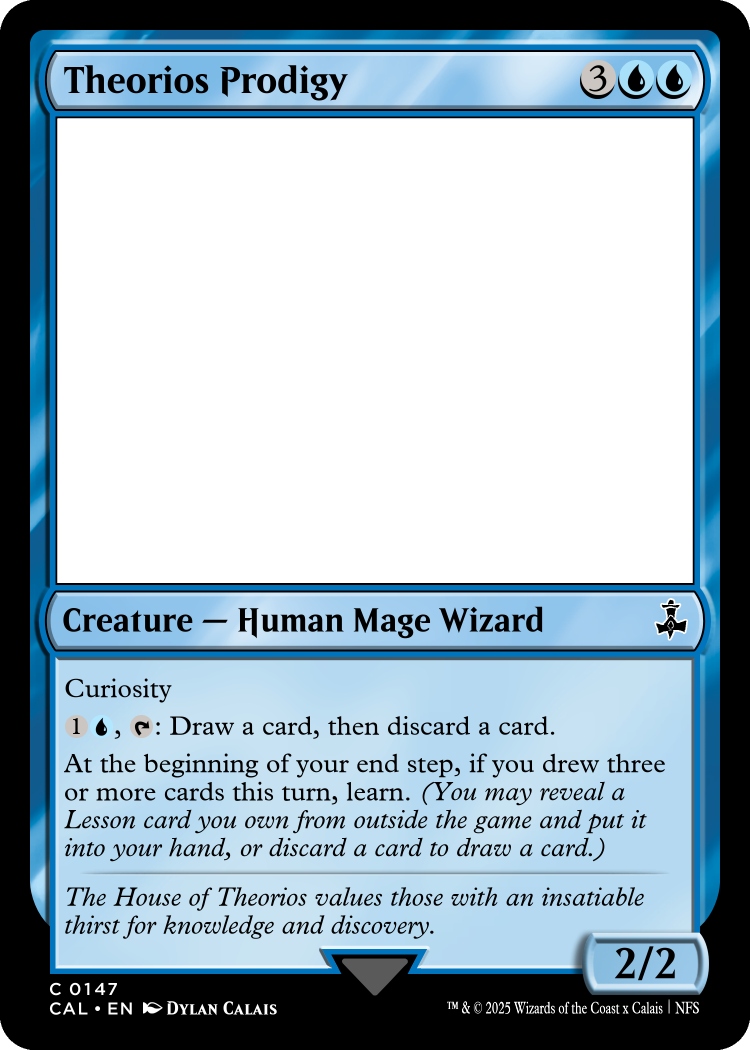 Theorios Prodigy 3
Creature — Human Mage Wizard
Curiosity
1 , : Draw a card, then discard a card.
At the beginning of your end step, if you drew three
or more cards this turn, learn. (You may reveal a
Lesson card you own from outside the game and put it
into your hand, or discard a card to draw a card.)
The House of Theorios values those with an insatiable
thirst for knowledge and discovery.
2/2
C 0147
CAL • EN DYLAN CALAIS
™ & © 2025 Wizards of the Coast x Calais | NFS